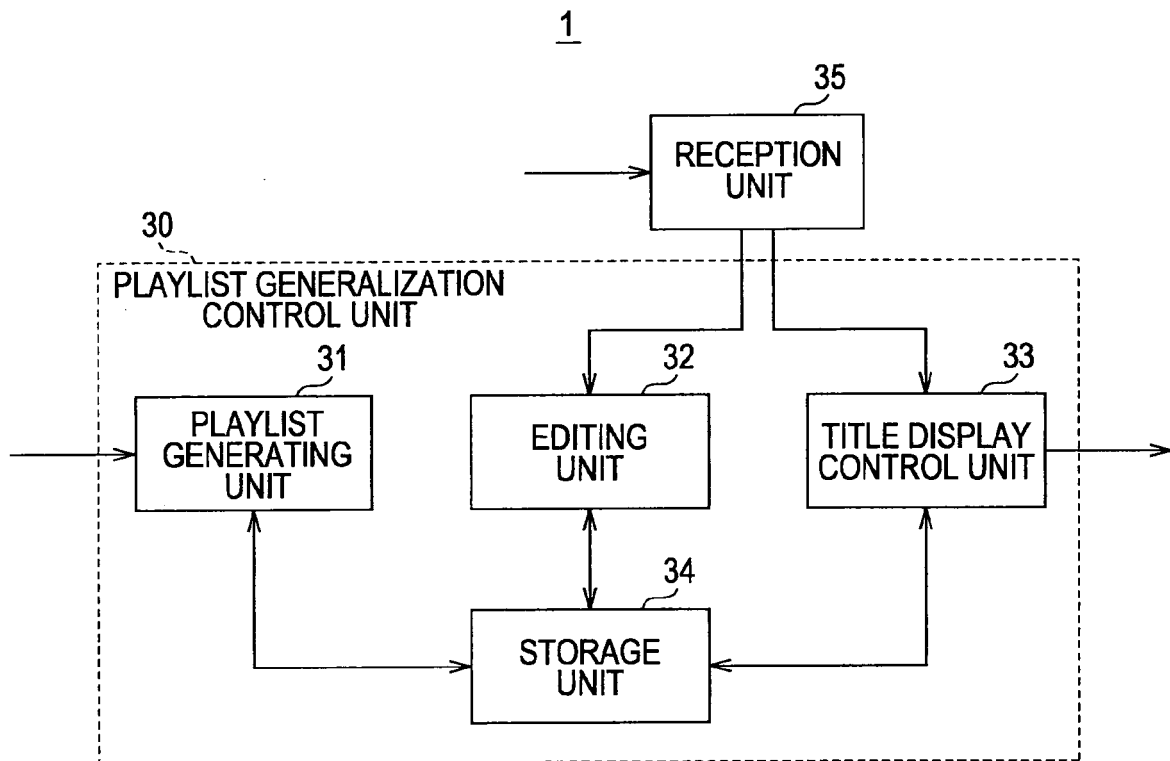 1
35
RECEPTION
UNIT
30
PLAYLIST GENERALIZATION
CONTROL UNIT
31
PLAYLIST
GENERATING
UNIT
32
EDITING
UNIT
33
TITLE DISPLAY
CONTROL UNIT
34
STORAGE
UNIT